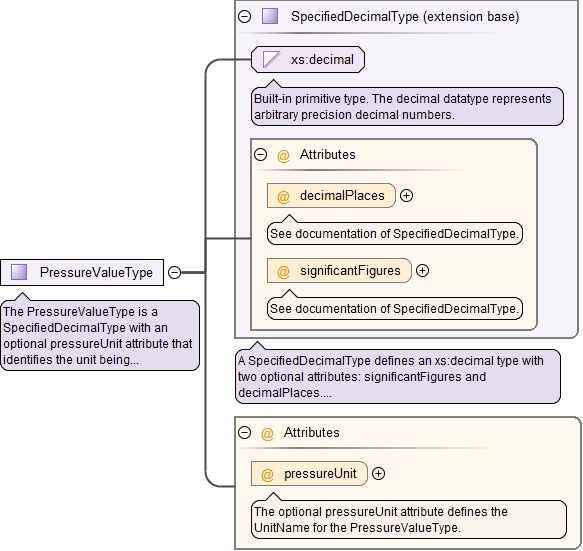 SpecifiedDecimalType (extension base)
xs:decimal
Built-in primitive type. The decimal datatype represents
arbitrary precision decimal numbers.
@ Attributes
@ decimalPlaces
See documentation of SpecifiedDecimalType.
@ significantFigures
See documentation of SpecifiedDecimalType.
PressureValueType
The PressureValueType is a
SpecifiedDecimalType with an
optional pressureUnit attribute that
identifies the unit being...
A SpecifiedDecimalType defines an xs:decimal type with
two optional attributes: significantFigures and
decimalPlaces....
@ Attributes
@ pressureUnit
The optional pressureUnit attribute defines the
UnitName for the PressureValueType.